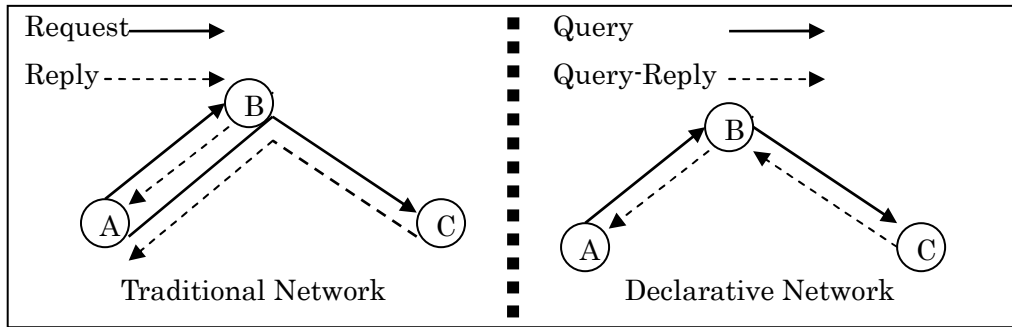 Request
Reply
B
A
C
Traditional Network
Query
Query-Reply
B
A
C
Declarative Network